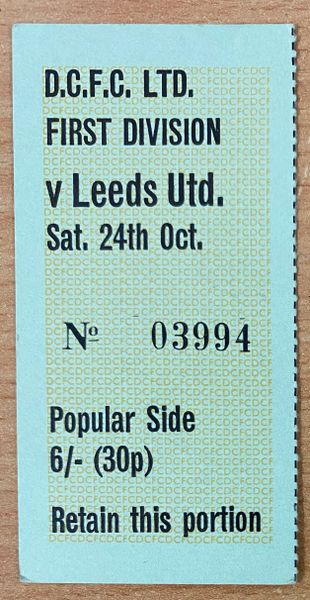 D.C.F.C. LTD.
FIRST DIVISION
v Leeds Utd.
Sat. 24th Oct.
Nº 03994
Popular Side
6/- (30p)
Retain this portion